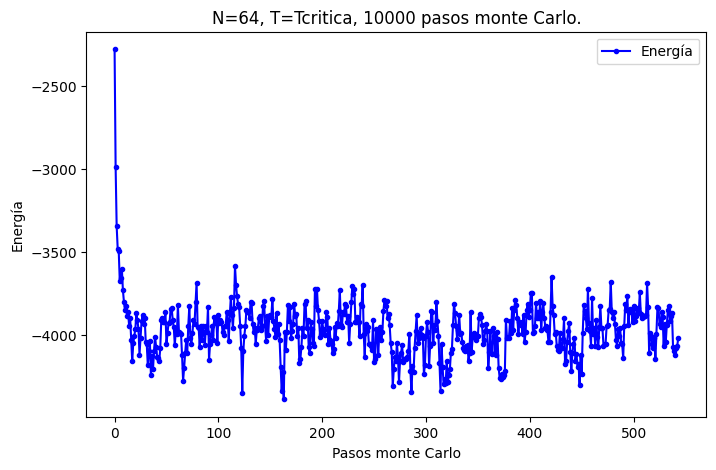 N=64, T=Tcritica, 10000 pasos monte Carlo.
Energía
−2500
−3000
−3500
−4000
Energía
0
100
200
300
400
500
Pasos monte Carlo